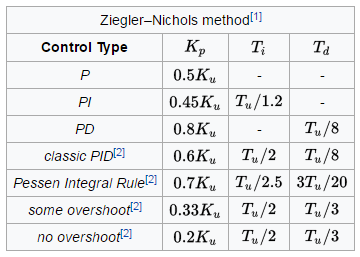 Ziegler–Nichols method[1]
Control Type Kp Ti Td
P 0.5Ku - -
PI 0.45Ku Tu/1.2 -
PD 0.8Ku - Tu/8
classic PID[2] 0.6Ku Tu/2 Tu/8
Pessen Integral Rule[2] 0.7Ku Tu/2.5 3Tu/20
some overshoot[2] 0.33Ku Tu/2 Tu/3
no overshoot[2] 0.2Ku Tu/2 Tu/3